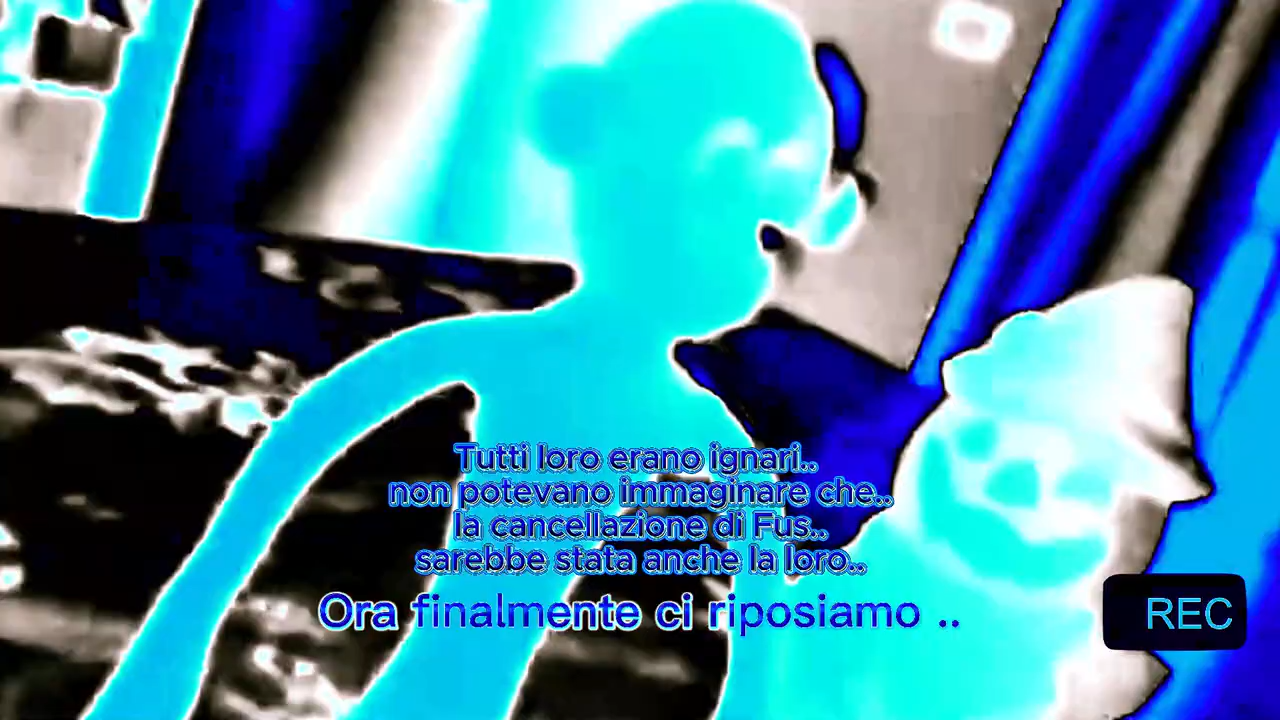 Tutti loro erano ignari..
non potevano immaginare che..
la cancellazione di Fus..
sarebbe stata anche la loro..
Ora finalmente ci riposiamo ..
REC